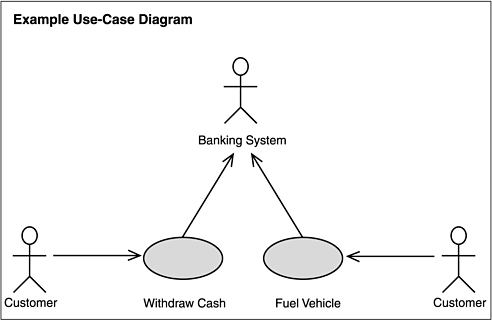 Example Use-Case Diagram
Banking System
Customer
Withdraw Cash
Fuel Vehicle
Customer